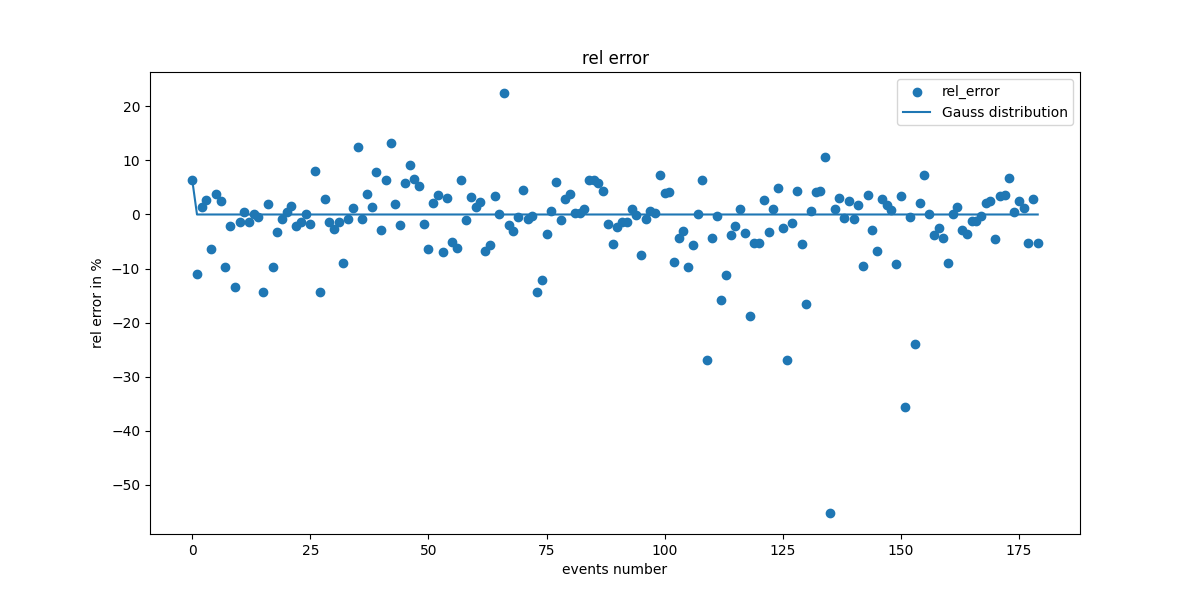 rel error
rel_error
Gauss distribution
rel error in %
20
10
0
−10
−20
−30
−40
−50
0 25 50 75 100 125 150 175
events number